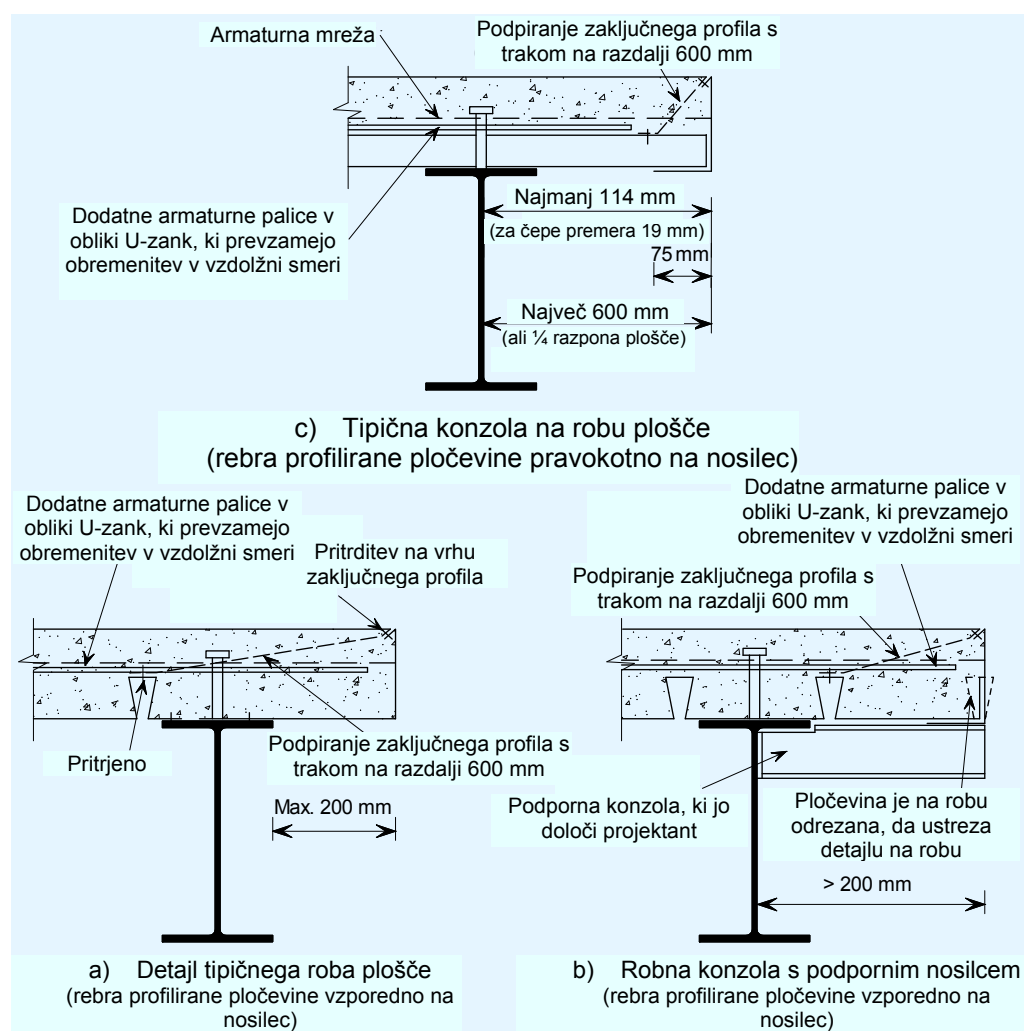 Armaturna mreža
Podpiranje zaključnega profila s
trakom na razdalji 600 mm
Dodatne armaturne palice v
obliki U-zank, ki prevzamejo
obremenitev v vzdolžni smeri
Najmanj 114 mm
(za čepe premera 19 mm)
75 mm
Največ 600 mm
(ali ¼ razpona plošče)
c) Tipična konzola na robu plošče
(rebra profilirane pločevine pravokotno na nosilec)
Dodatne armaturne palice v
obliki U-zank, ki prevzamejo
obremenitev v vzdolžni smeri
Pritrditev na vrhu
zaključnega profila
Pritrjeno
Podpiranje zaključnega profila s
trakom na razdalji 600 mm
Max. 200 mm
a) Detajl tipičnega roba plošče
(rebra profilirane pločevine vzporedno na
nosilec)
Dodatne armaturne palice v
obliki U-zank, ki prevzamejo
obremenitev v vzdolžni smeri
Podpiranje zaključnega profila s
trakom na razdalji 600 mm
Podporna konzola, ki jo
določi projektant
Pločevina je na robu
odrezana, da ustreza
detajlu na robu
> 200 mm
b) Robna konzola s podpornim nosilcem
(rebra profilirane pločevine vzporedno na
nosilec)